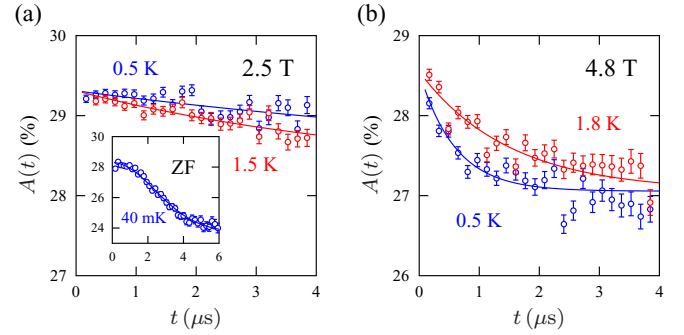 (a)
30
29
28
27
A(t) (%)
0.5 K
2.5 T
1.5 K
28
26
24
ZF
40 mK
0 2 4 6
0 1 2 3 4
t (μs)
(b)
29
28
27
26
A(t) (%)
4.8 T
1.8 K
0.5 K
0 1 2 3 4
t (μs)